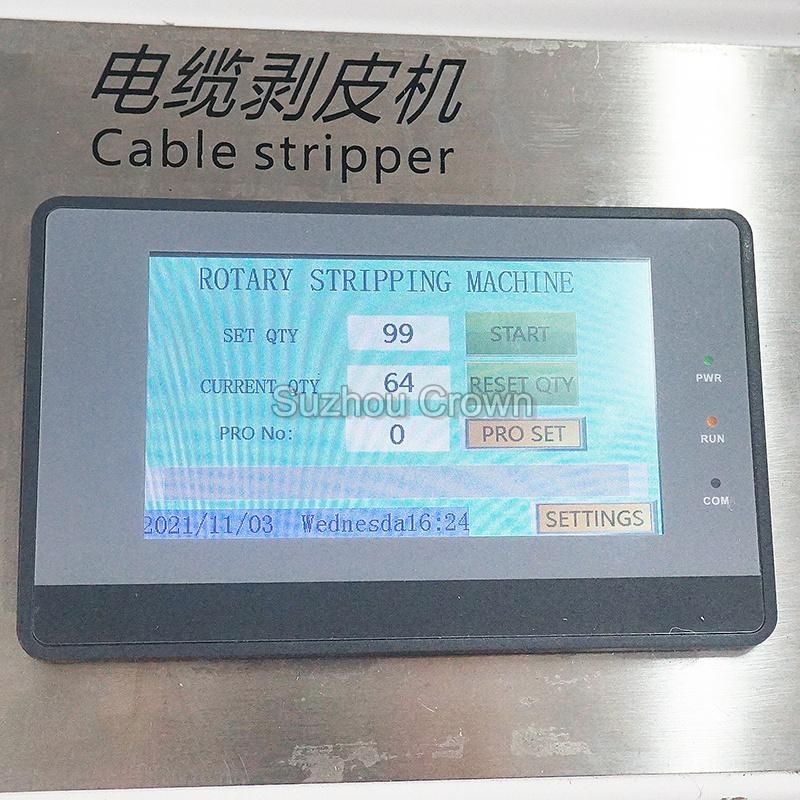 电缆剥皮机
Cable stripper
ROTARY STRIPPING MACHINE
SET QTY 99 START
CURRENT QTY 64 RESET QTY
Suzhou Crown
PRO No: 0 PRO SET
2021/11/03 Wednesda16:24 SETTINGS
PWR
RUN
COM